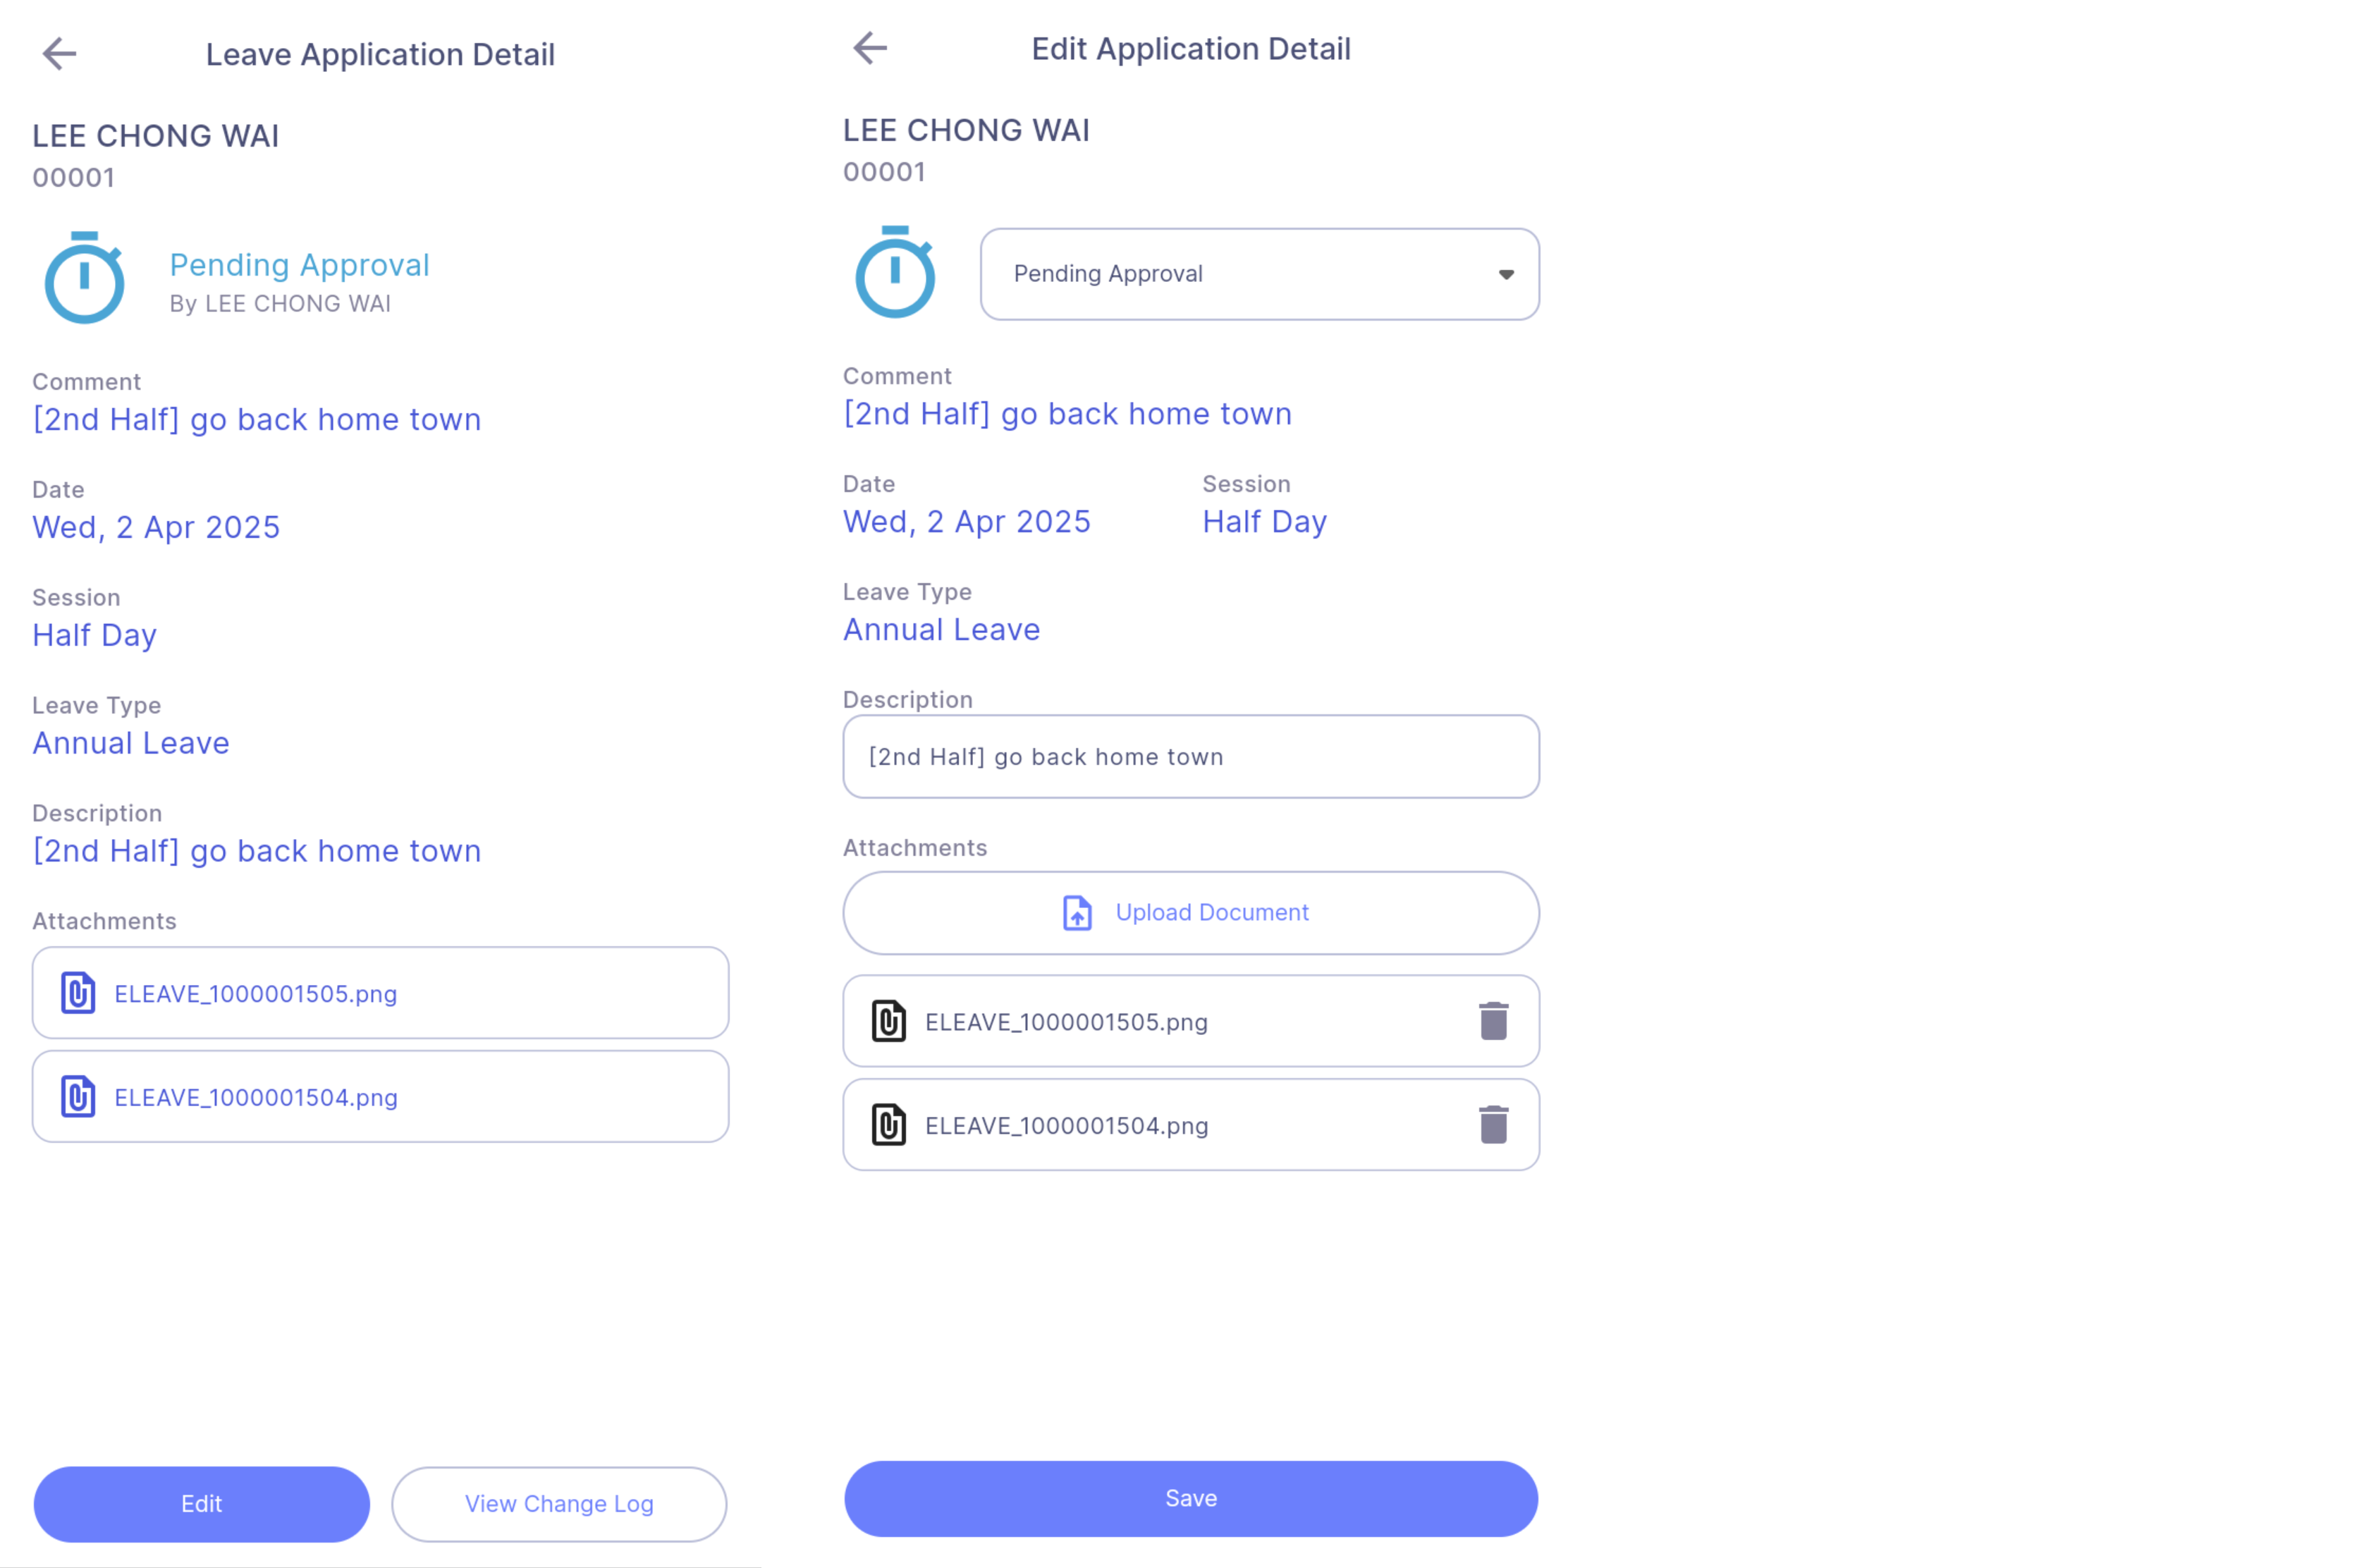 Leave Application Detail
LEE CHONG WAI
00001
Pending Approval
By LEE CHONG WAI
Comment
[2nd Half] go back home town
Date
Wed, 2 Apr 2025
Session
Half Day
Leave Type
Annual Leave
Description
[2nd Half] go back home town
Attachments
ELEAVE_1000001505.png
ELEAVE_1000001504.png
Edit
View Change Log
Edit Application Detail
LEE CHONG WAI
00001
Pending Approval
Comment
[2nd Half] go back home town
Date
Session
Wed, 2 Apr 2025
Half Day
Leave Type
Annual Leave
Description
[2nd Half] go back home town
Attachments
Upload Document
ELEAVE_1000001505.png
ELEAVE_1000001504.png
Save